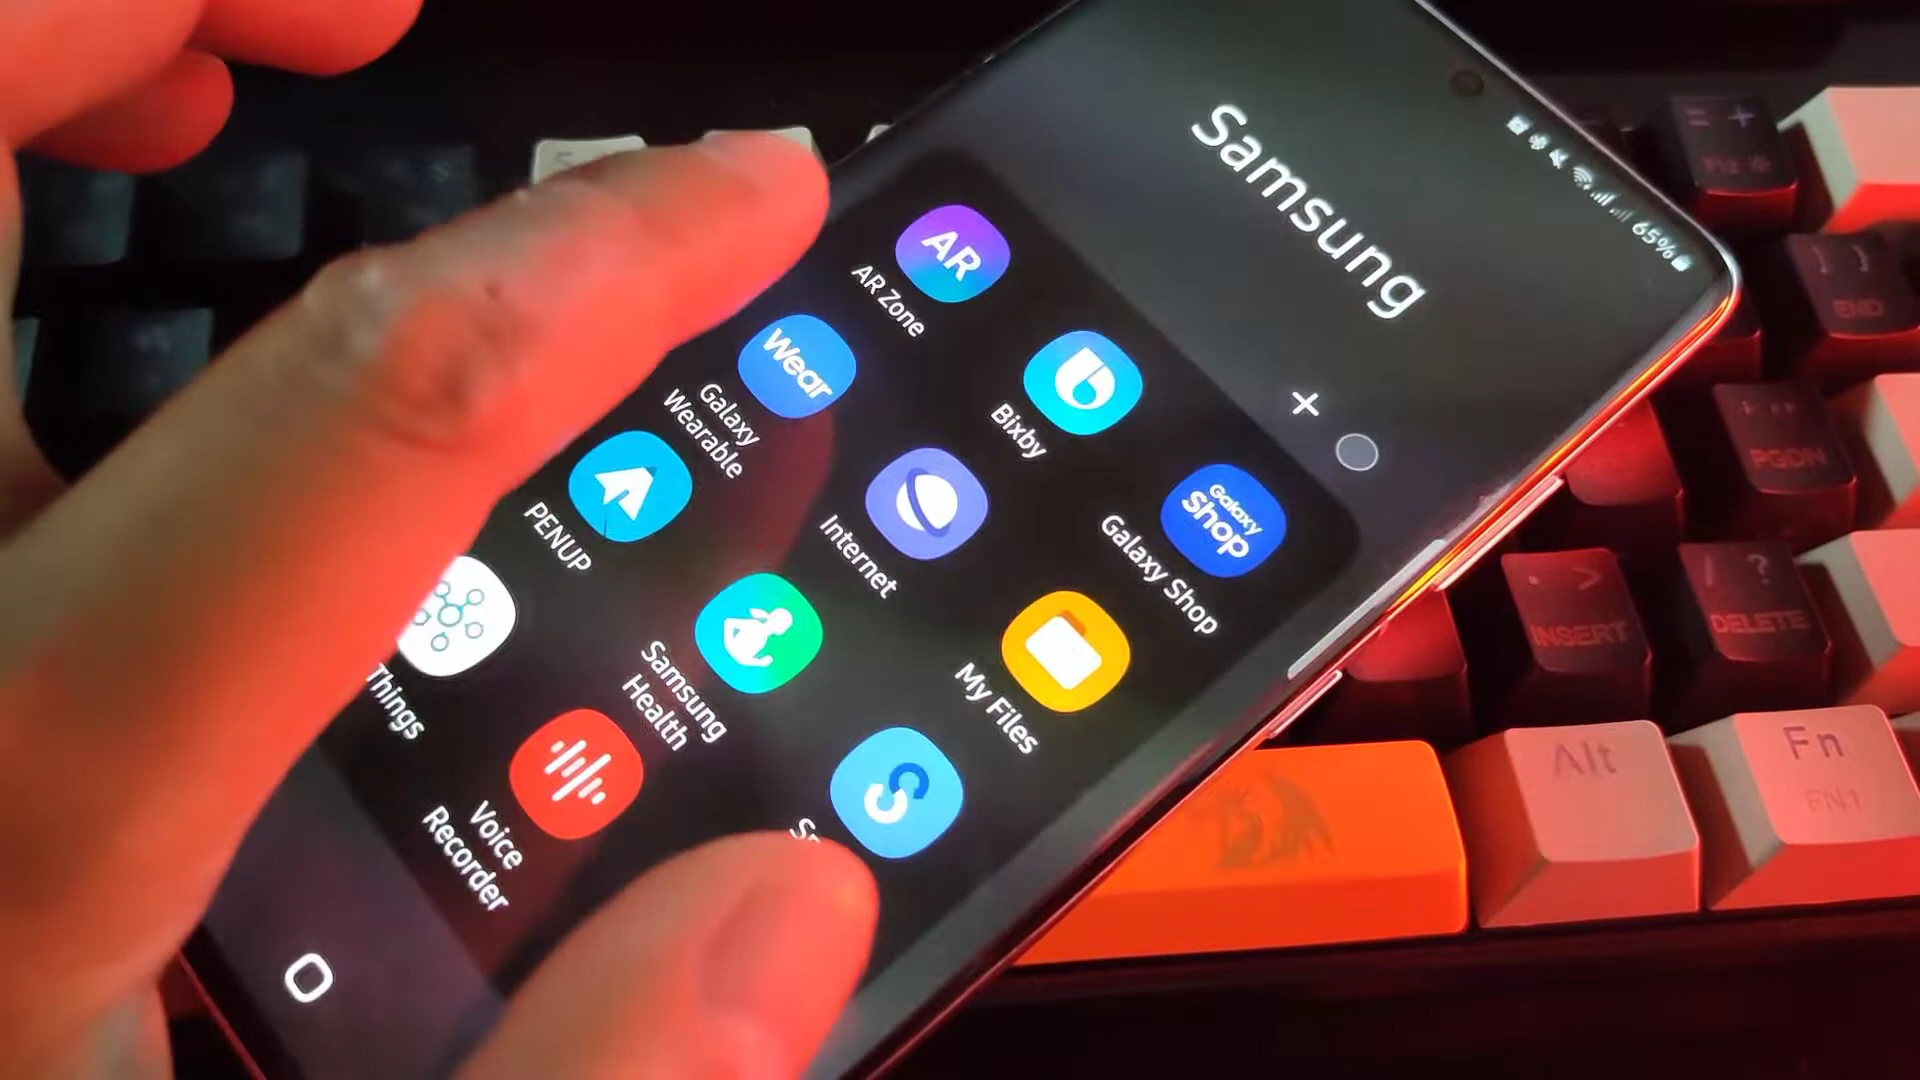 Samsung
65%
AR
AR Zone
Bixby
Galaxy
Shop
Galaxy Shop
Wear
Galaxy
Wearable
Internet
My Files
PENUP
Samsung
Health
S
Things
Voice
Recorder
= +
F12
] }
END
PGDN
. >
INSERT
/ ?
DELETE
Alt
Fn
FN1